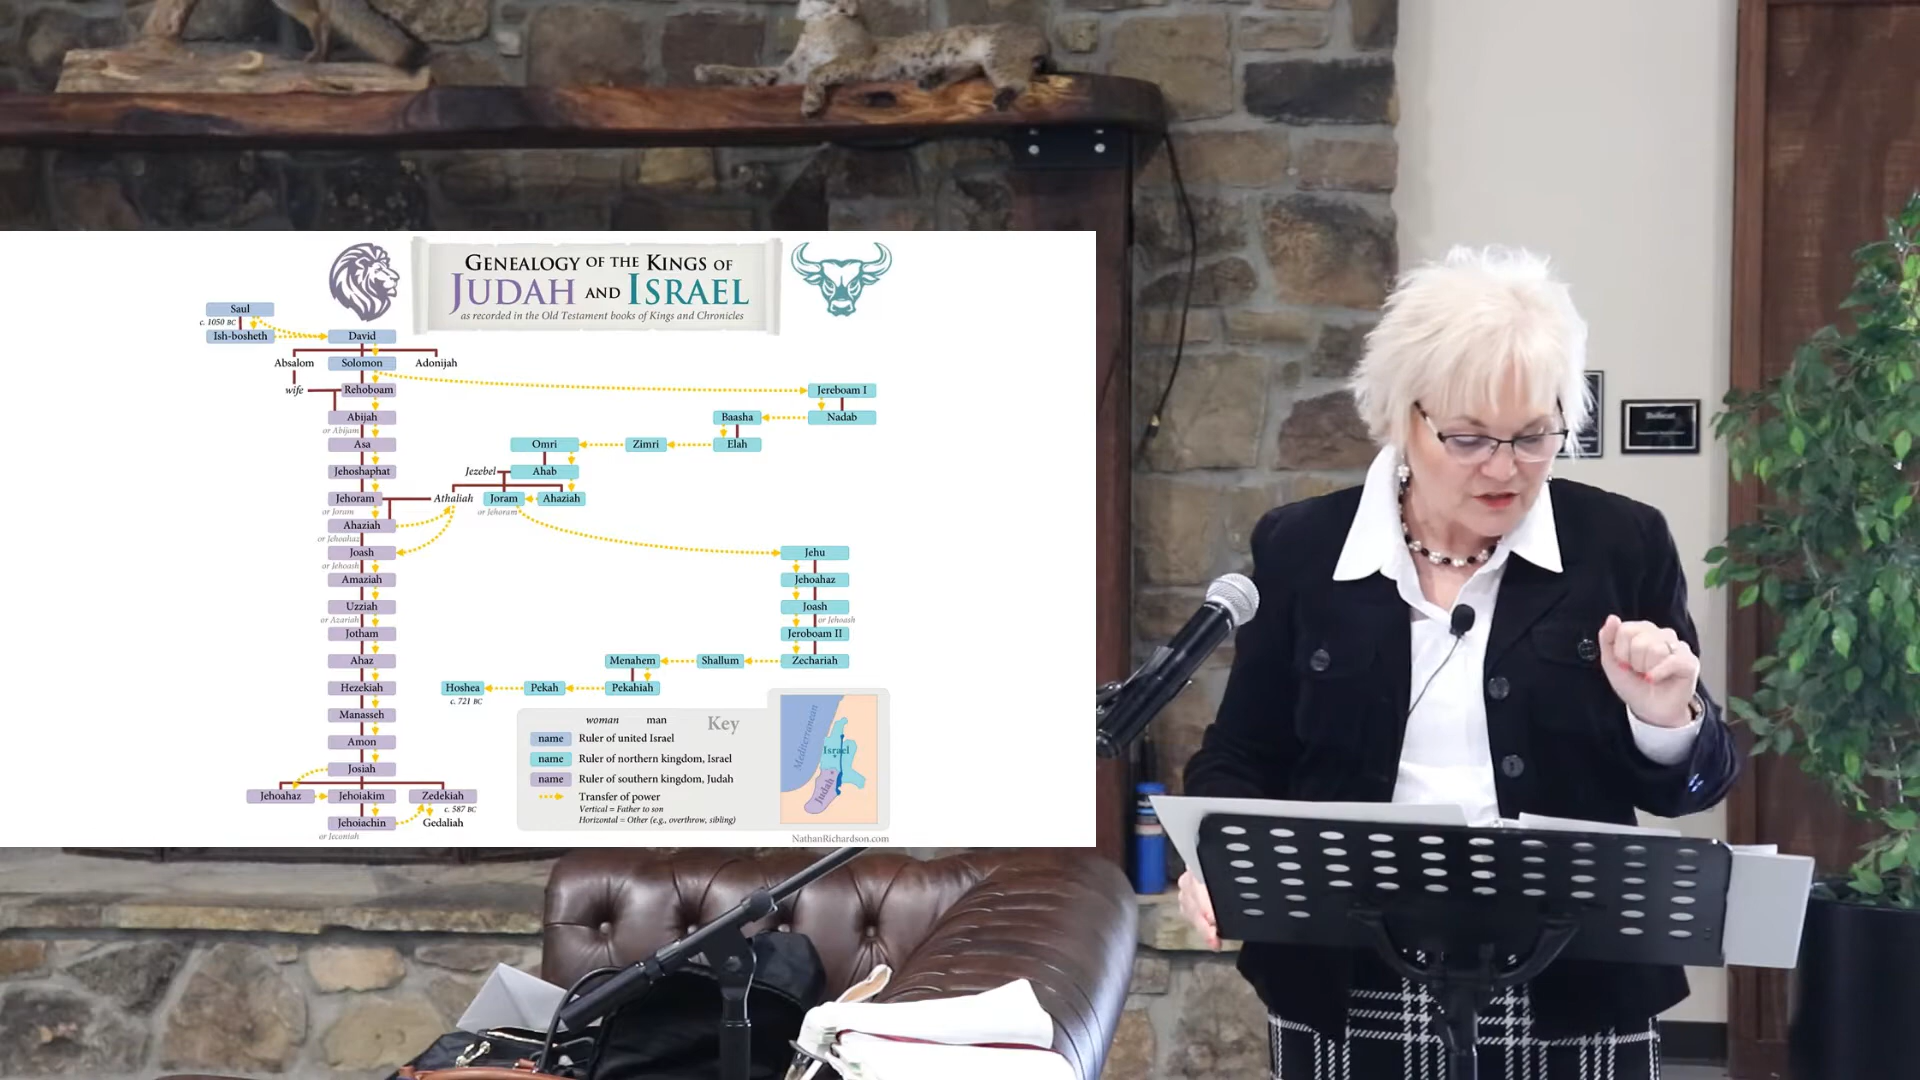 GENEALOGY OF THE KINGS OF
JUDAH AND ISRAEL
as recorded in the Old Testament books of Kings and Chronicles
Saul
c. 1050 BC
Ish-bosheth
David
Absalom
Solomon
Adonijah
wife
Rehoboam
Jereboam I
Abijah
or Abijam
Baasha
Nadab
Asa
Omri
Zimri
Elah
Jehoshaphat
Jezebel
Ahab
Jehoram
or Joram
Athaliah
Joram
or Jehoram
Ahaziah
Ahaziah
or Jehoahaz
Joash
or Jehoash
Jehu
Amaziah
Jehoahaz
Uzziah
or Azariah
Joash
or Jehoash
Jotham
Jeroboam II
Ahaz
Menahem
Shallum
Zechariah
Hezekiah
Hoshea
c. 721 BC
Pekah
Pekahiah
Manasseh
Amon
Josiah
Jehoahaz
Jehoiakim
Zedekiah
c. 587 BC
Jehoiachin
or Jeconiah
Gedaliah
woman man Key
name Ruler of united Israel
name Ruler of northern kingdom, Israel
name Ruler of southern kingdom, Judah
Transfer of power
Vertical = Father to son
Horizontal = Other (e.g., overthrow, sibling)
Mediterranean
Israel
Judah
NathanRichardson.com